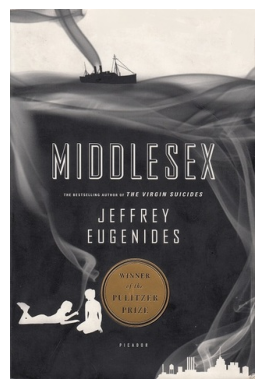 MIDDLESEX
THE BESTSELLING AUTHOR OF THE VIRGIN SUICIDES
JEFFREY
EUGENIDES
WINNER
of the
PULITZER
PRIZE
PICADOR